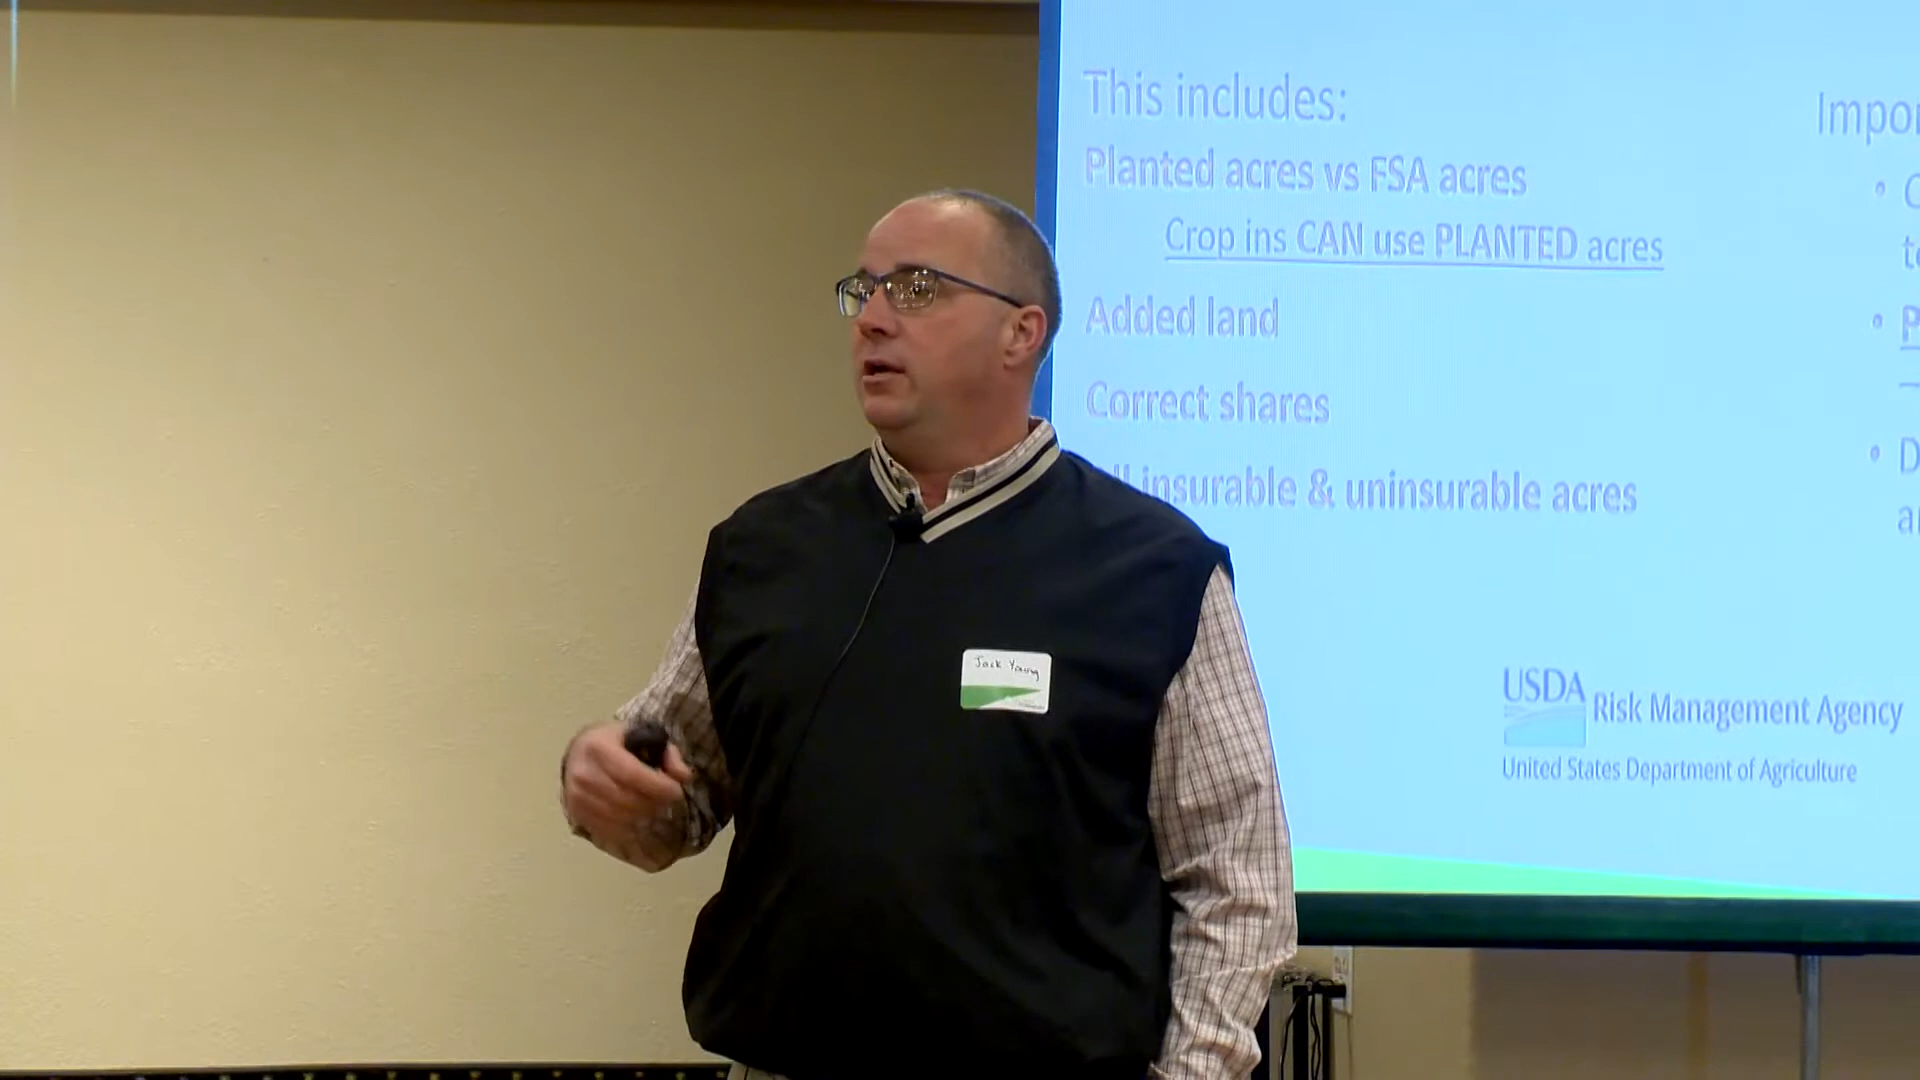 This includes:
Planted acres vs FSA acres
Crop ins CAN use PLANTED acres
Added land
Correct shares
insurable & uninsurable acres
Jack Young
USDA Risk Management Agency
United States Department of Agriculture